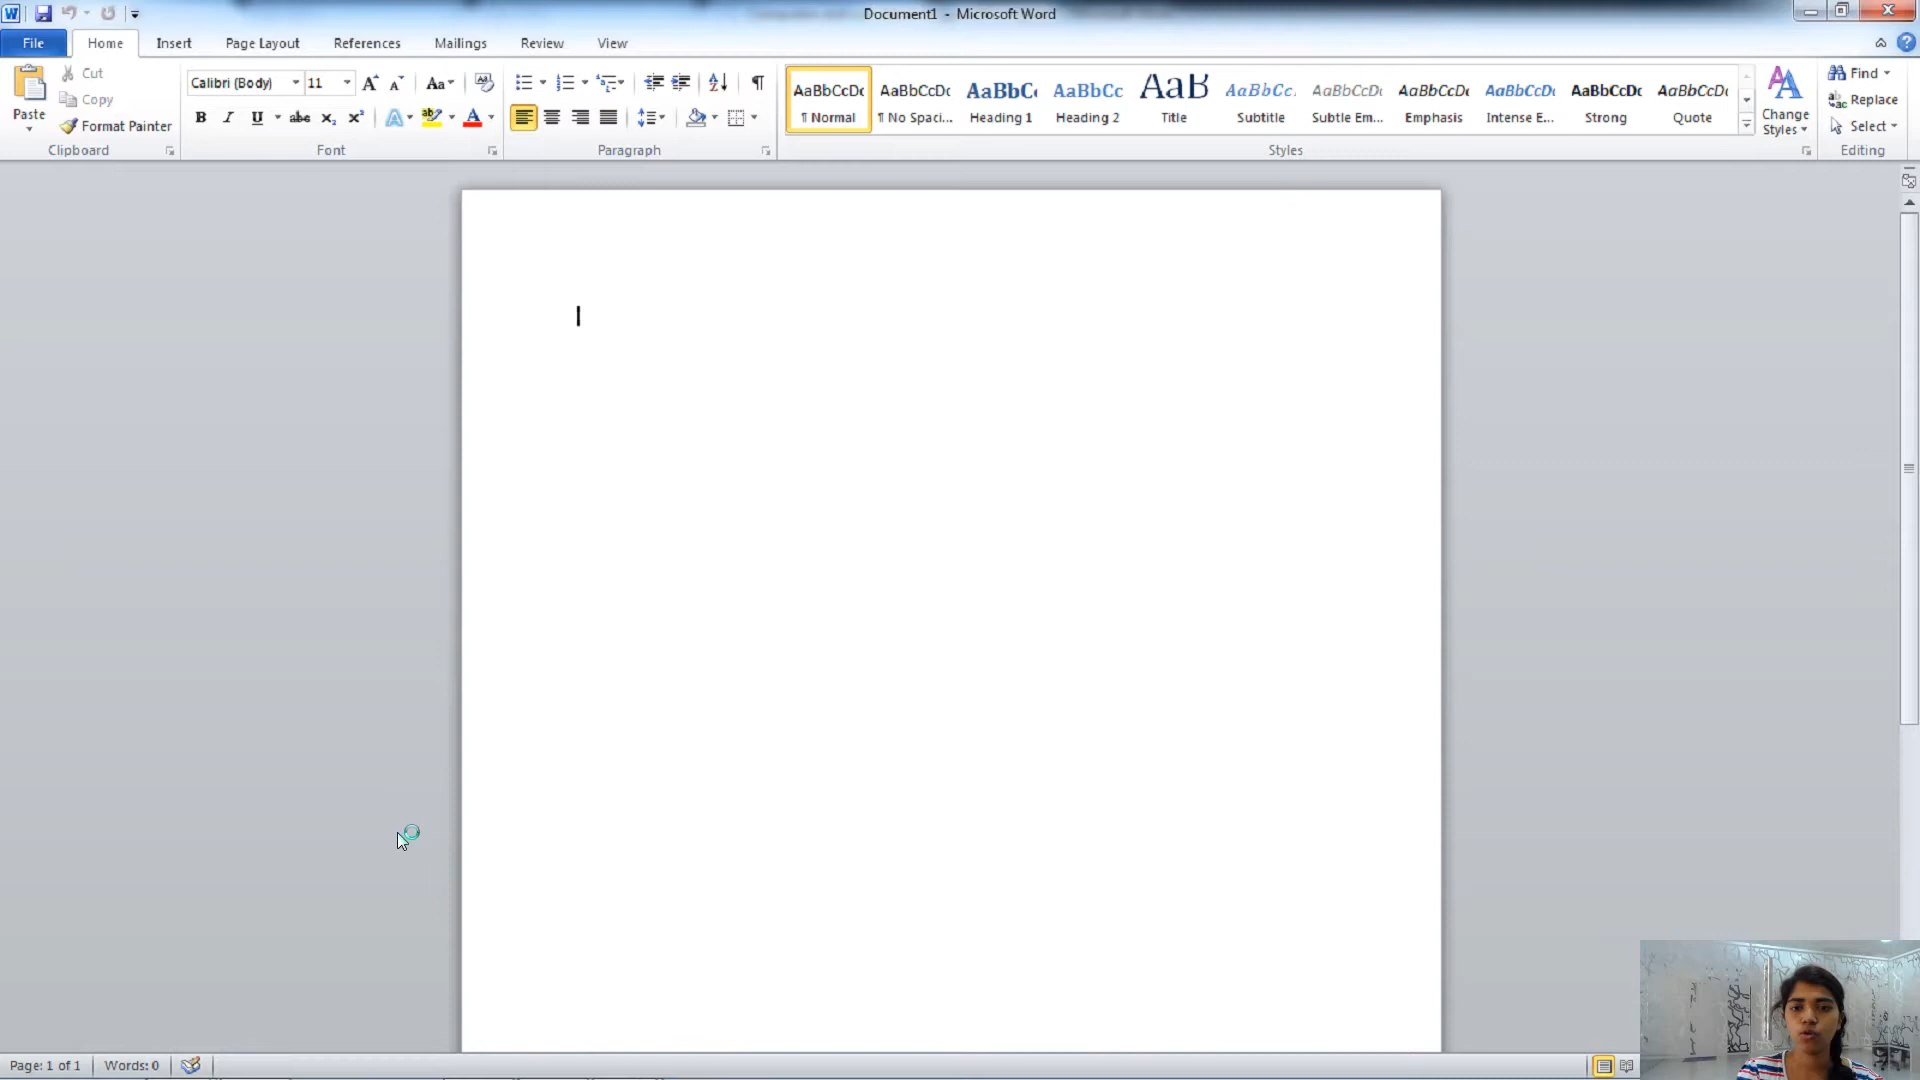 Document1 - Microsoft Word
File Home Insert Page Layout References Mailings Review View
Paste
Cut
Copy
Format Painter
Clipboard
Calibri (Body) 11
Font
Paragraph
AaBbCcDc AaBbCcDc AaBbC AaBbCc AaB AaBbCc. AaBbCcDc AaBbCcDc AaBbCcDc AaBbCcDc AaBbCcDc
¶ Normal ¶ No Spaci... Heading 1 Heading 2 Title Subtitle Subtle Em... Emphasis Intense E... Strong Quote
Styles
Change
Styles
Find
Replace
Select
Editing
Page: 1 of 1 Words: 0